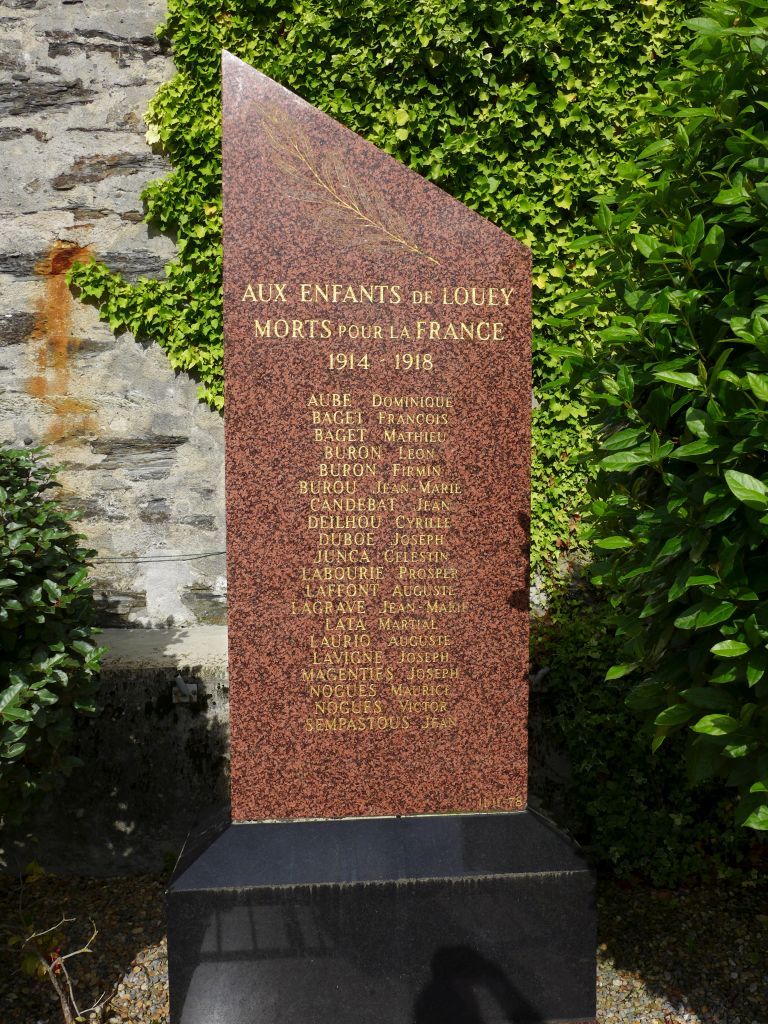 AUX ENFANTS DE LOUEY
MORTS POUR LA FRANCE
1914 - 1918
AUBE DOMINIQUE
BAGET FRANÇOIS
BAGET MATHIEU
BURON LEON
BURON FIRMIN
BUROU JEAN-MARIE
CANDEBAT JEAN
DEILHOU CYRILLE
DUBOE JOSEPH
JUNCA CELESTIN
LABOURIE PROSPER
LAFFONT AUGUSTE
LAGRAVE JEAN-MARIE
LATA MARTIAL
LAURIO AUGUSTE
LAVIGNE JOSEPH
MAGENTIES JOSEPH
NOGUES MAURICE
NOGUES VICTOR
SEMPASTOUS JEAN